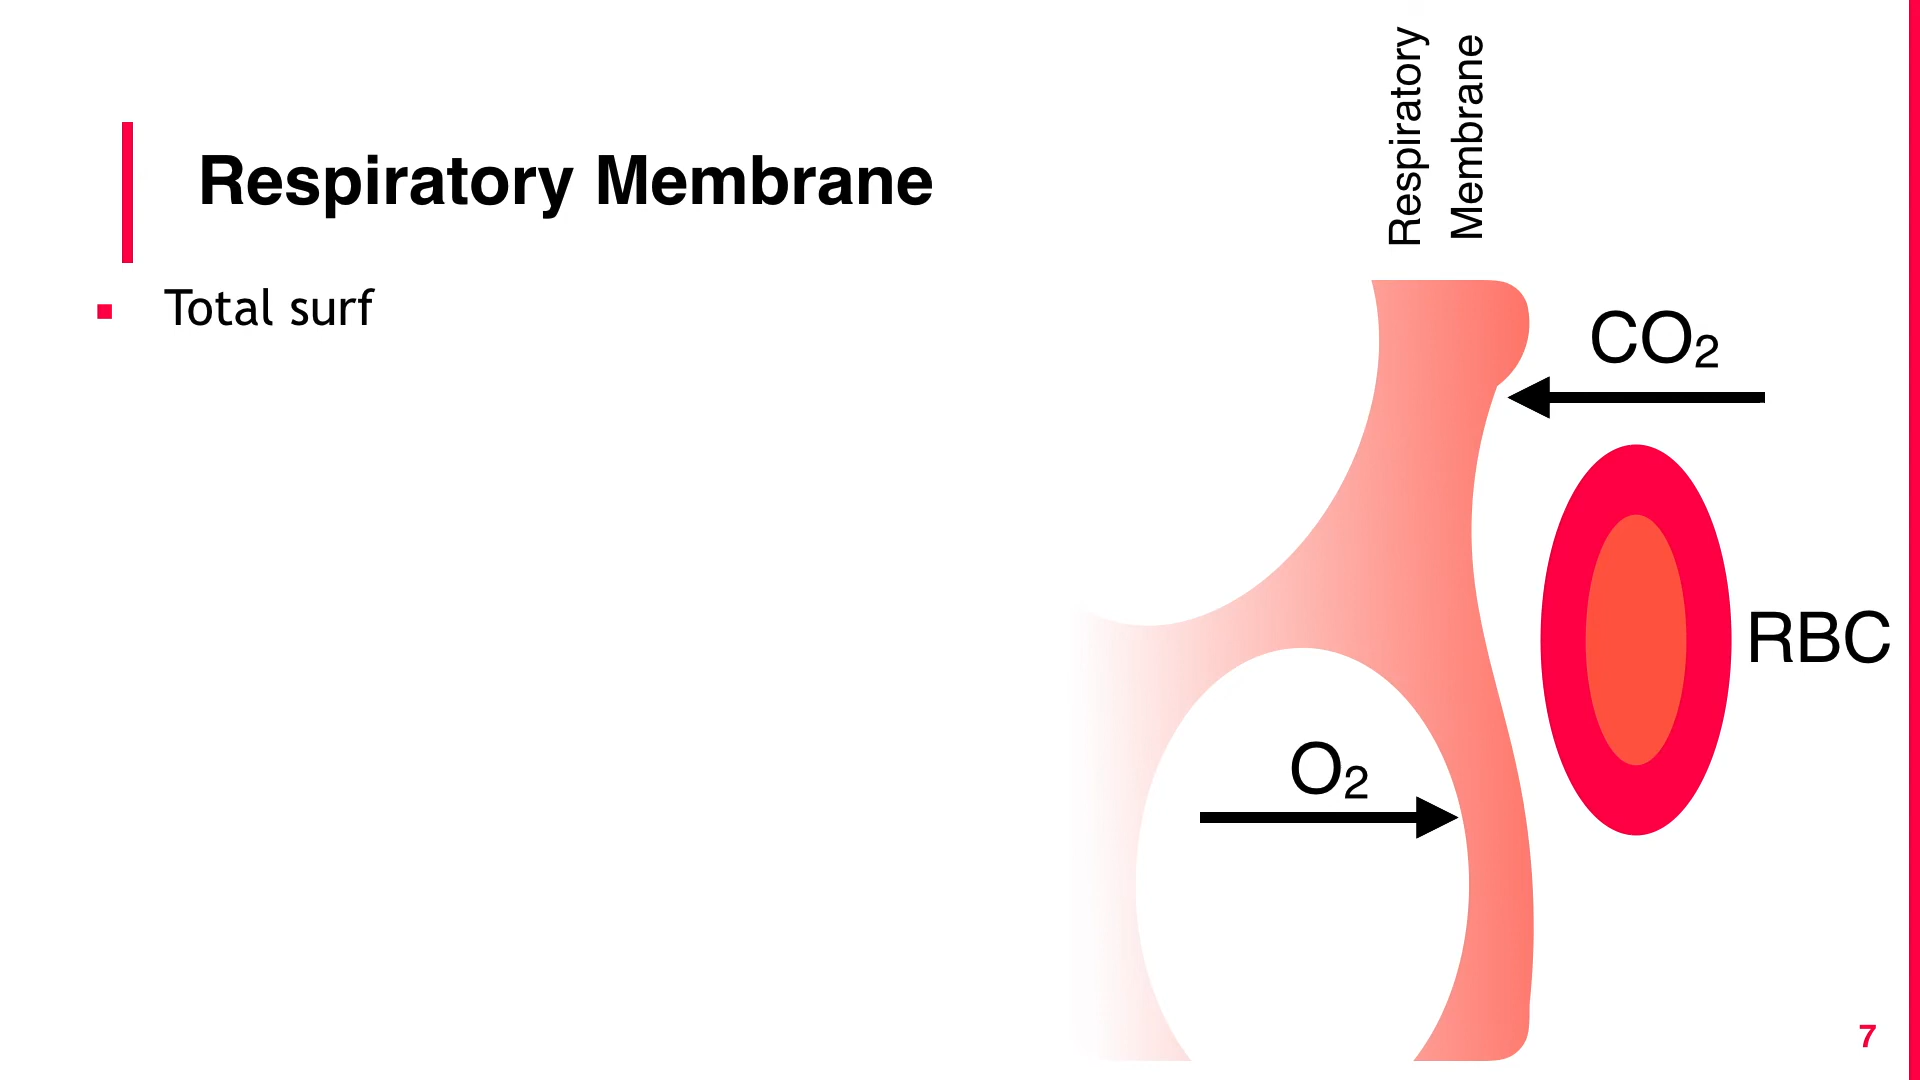 Respiratory Membrane
▪ Total surf
Respiratory
Membrane
CO₂
RBC
O₂
7